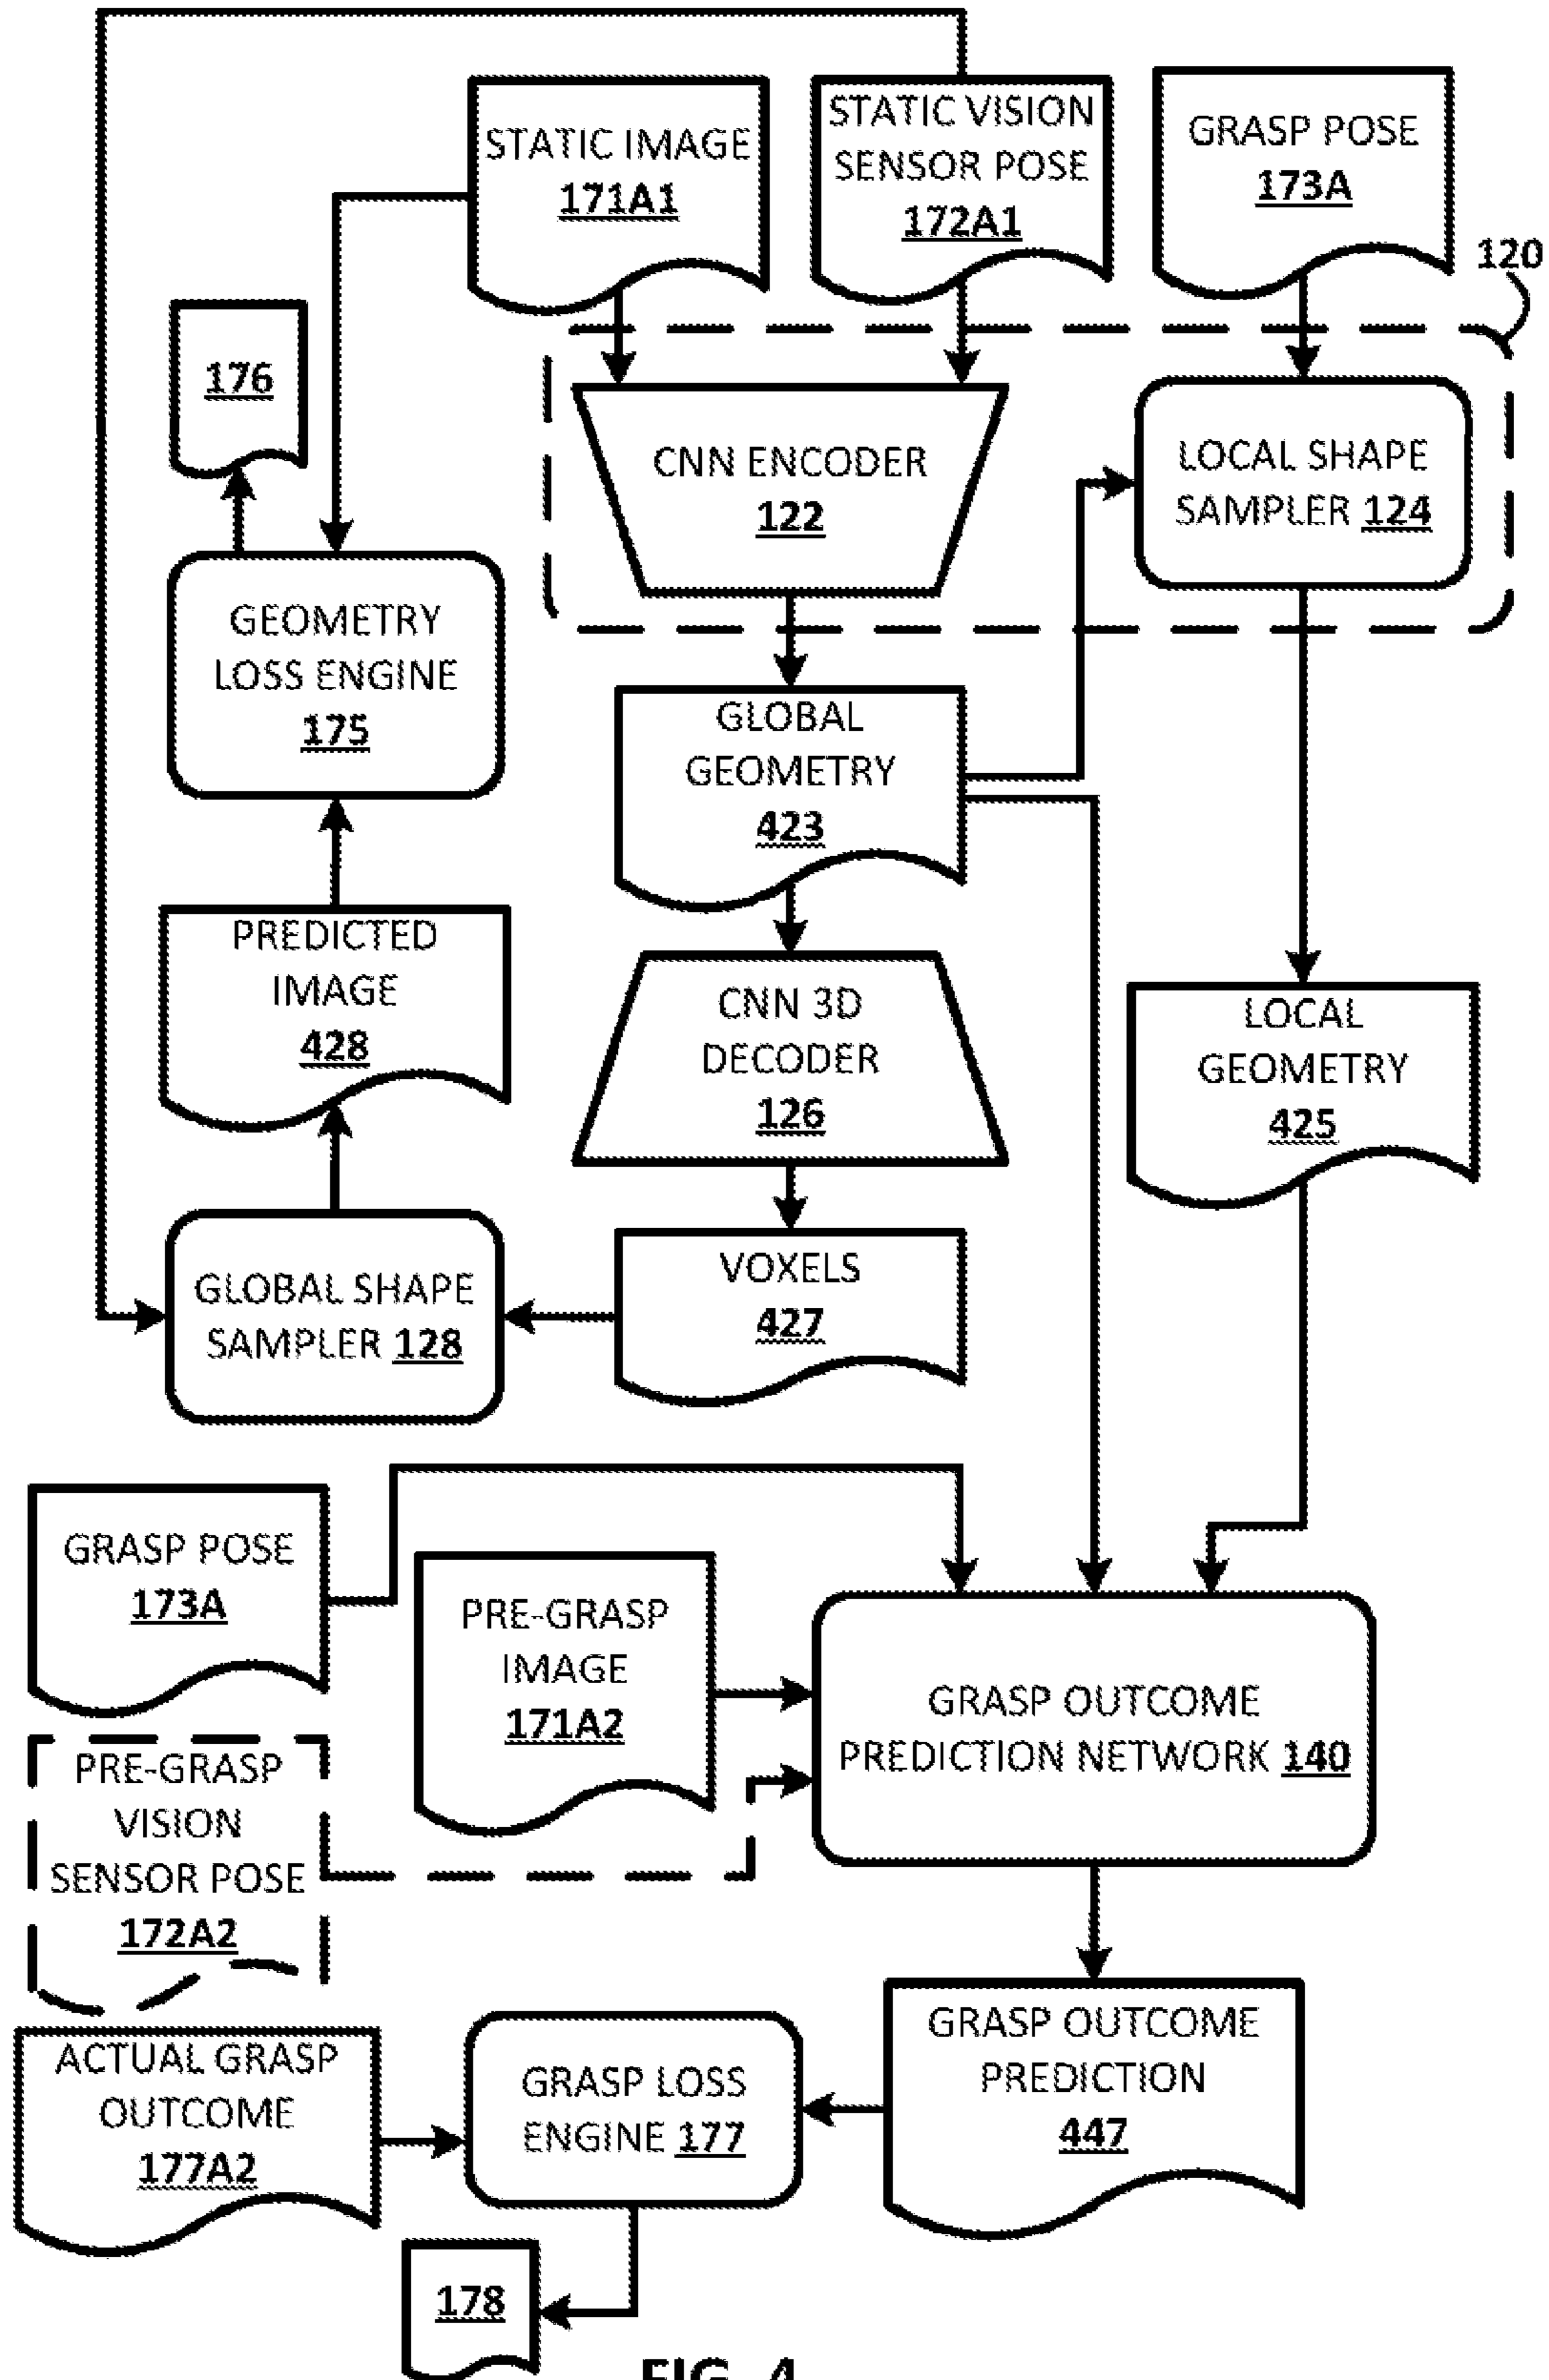 STATIC IMAGE
171A1
STATIC VISION
SENSOR POSE
172A1
GRASP POSE
173A
120
176
CNN ENCODER
122
LOCAL SHAPE
SAMPLER 124
GEOMETRY
LOSS ENGINE
175
GLOBAL
GEOMETRY
423
PREDICTED
IMAGE
428
CNN 3D
DECODER
126
LOCAL
GEOMETRY
425
GLOBAL SHAPE
SAMPLER 128
VOXELS
427
GRASP POSE
173A
PRE-GRASP
IMAGE
171A2
GRASP OUTCOME
PREDICTION NETWORK 140
PRE-GRASP
VISION
SENSOR POSE
172A2
ACTUAL GRASP
OUTCOME
177A2
GRASP LOSS
ENGINE 177
GRASP OUTCOME
PREDICTION
447
178
FIG. 4